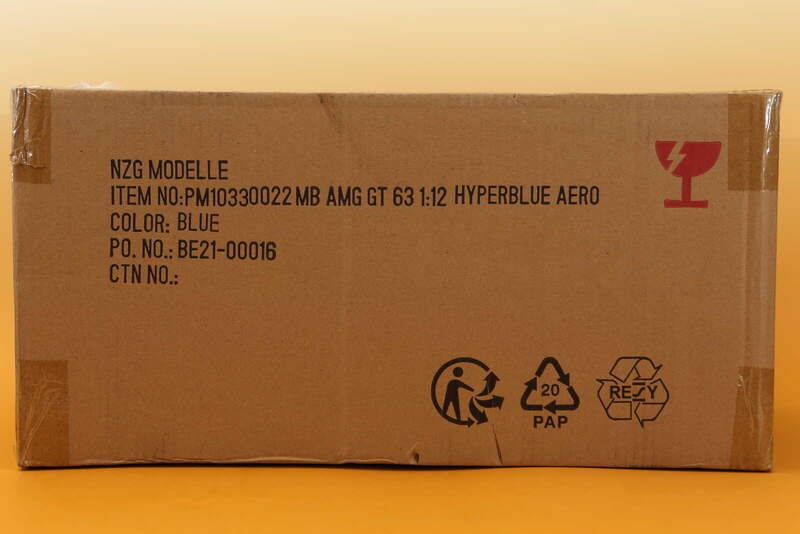 NZG MODELLE
ITEM NO:PM10330022 MB AMG GT 63 1:12 HYPERBLUE AERO
COLOR: BLUE
PO. NO.: BE21-00016
CTN NO.:
20
PAP
RESY